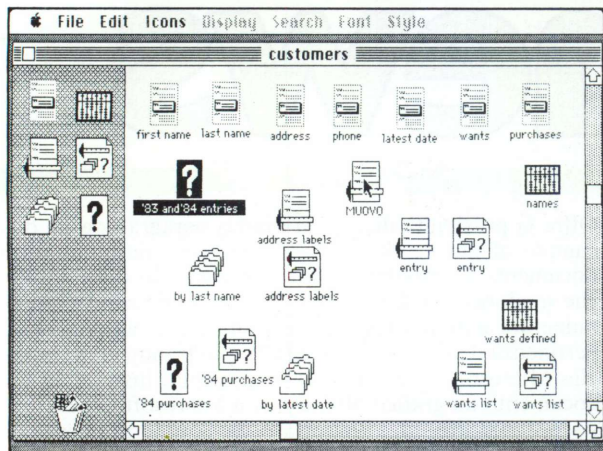 File Edit Icons Display Search Font Style
customers
first name last name address phone latest date wants purchases
'83 and '84 entries
MUOVO
names
address labels
entry entry
by last name address labels
wants defined
'84 purchases
'84 purchases by latest date wants list wants list